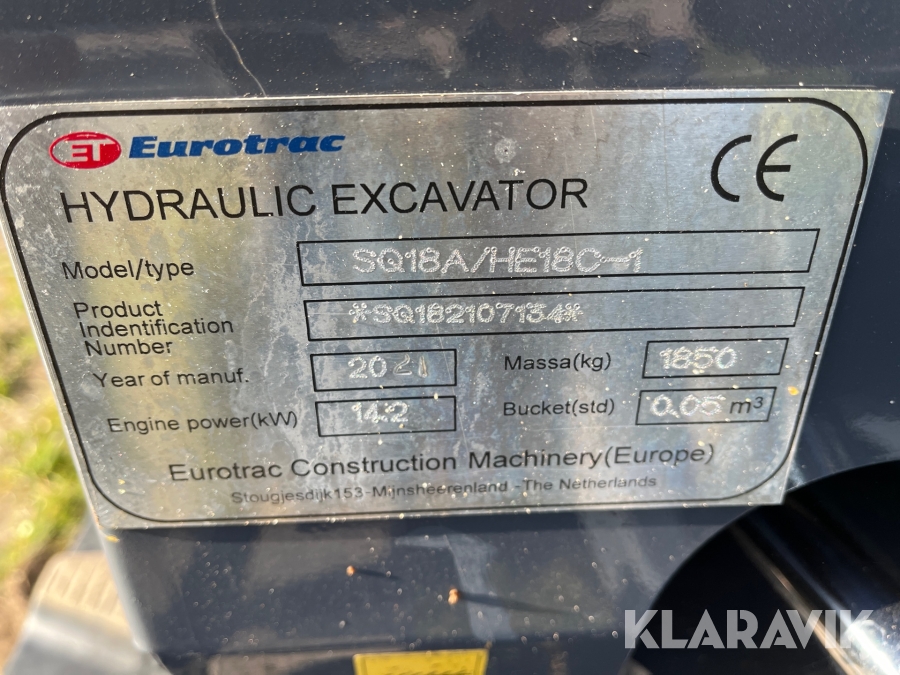 ET Eurotrac
CE
HYDRAULIC EXCAVATOR
Model/type SQ18A/HE18C-1
Product
Indentification
Number *SQ182107134*
Year of manuf. 2021 Massa(kg) 1850
Engine power(kW) 14.2 Bucket(std) 0.05 m³
Eurotrac Construction Machinery(Europe)
Stougjesdijk153-Mijnsheerenland -The Netherlands
KLARAVIK